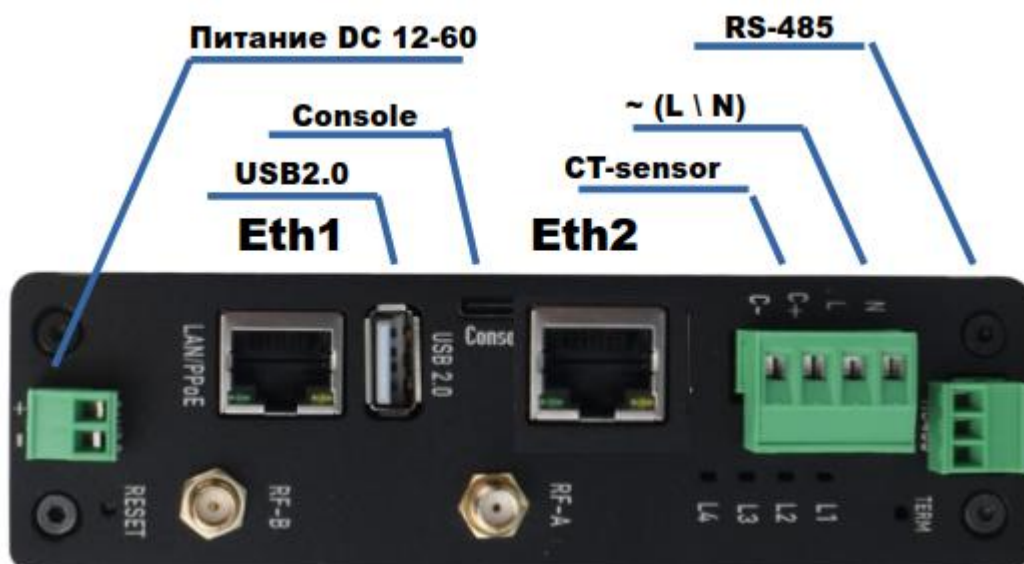 Питание DC 12-60
RS-485
Console
~ (L \ N)
USB2.0
CT-sensor
Eth1
Eth2
C-
C+
L
N
LAN/PPoE
USB 2.0
Conso
+
-
RESET
RF-B
RF-A
L4
L3
L2
L1
TERM